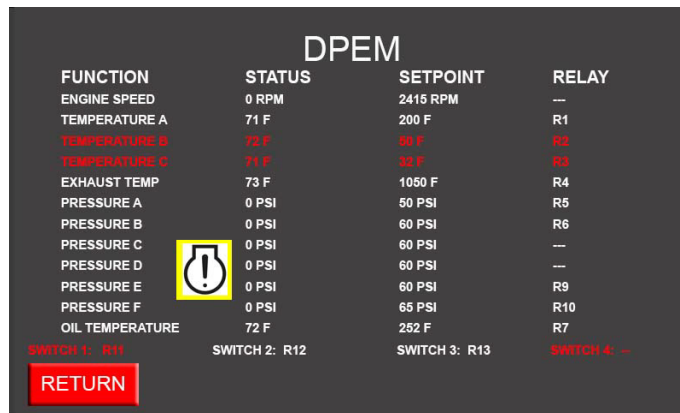 DPEM
FUNCTION STATUS SETPOINT RELAY
ENGINE SPEED 0 RPM 2415 RPM ---
TEMPERATURE A 71 F 200 F R1
TEMPERATURE B 72 F 50 F R2
TEMPERATURE C 71 F 32 F R3
EXHAUST TEMP 73 F 1050 F R4
PRESSURE A 0 PSI 50 PSI R5
PRESSURE B 0 PSI 60 PSI R6
PRESSURE C 0 PSI 60 PSI ---
PRESSURE D 0 PSI 60 PSI ---
PRESSURE E 0 PSI 60 PSI R9
PRESSURE F 0 PSI 65 PSI R10
OIL TEMPERATURE 72 F 252 F R7
SWITCH 1: R11 SWITCH 2: R12 SWITCH 3: R13 SWITCH 4: --
RETURN